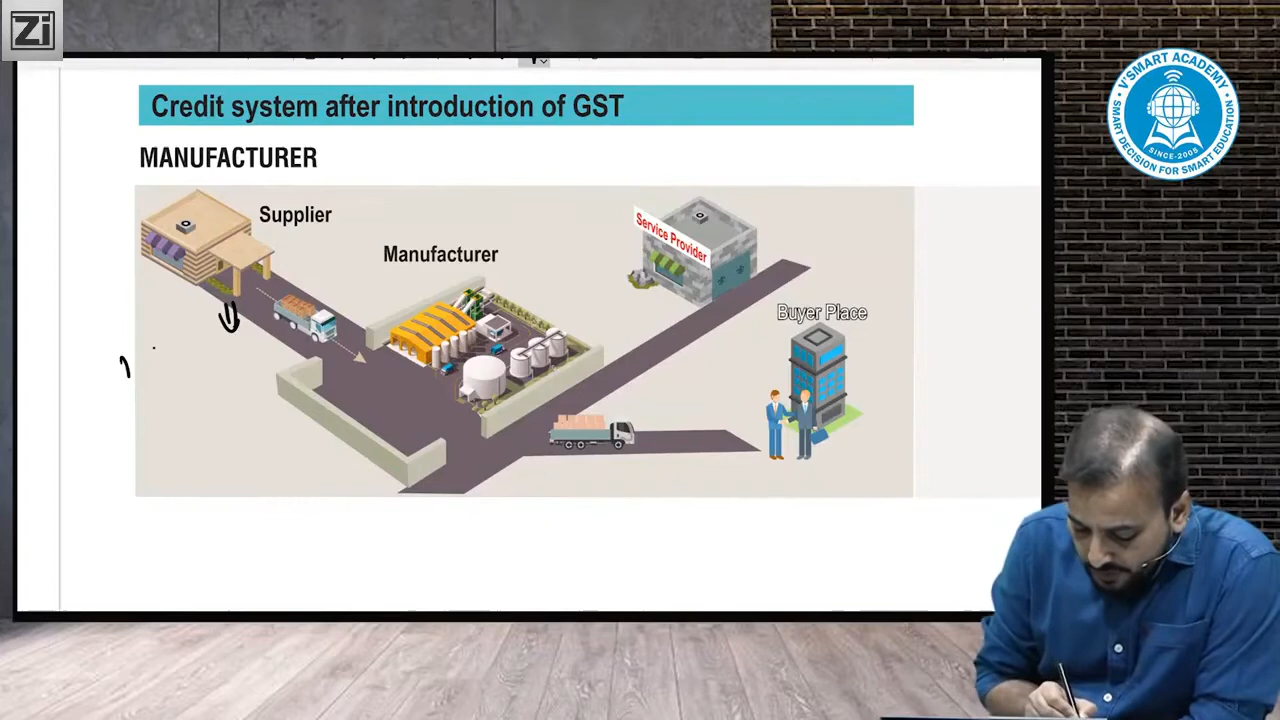 Zi
Credit system after introduction of GST
MANUFACTURER
Supplier
Manufacturer
Service Provider
Buyer Place
V'SMART ACADEMY
SINCE-2005
SMART DECISION FOR SMART EDUCATION